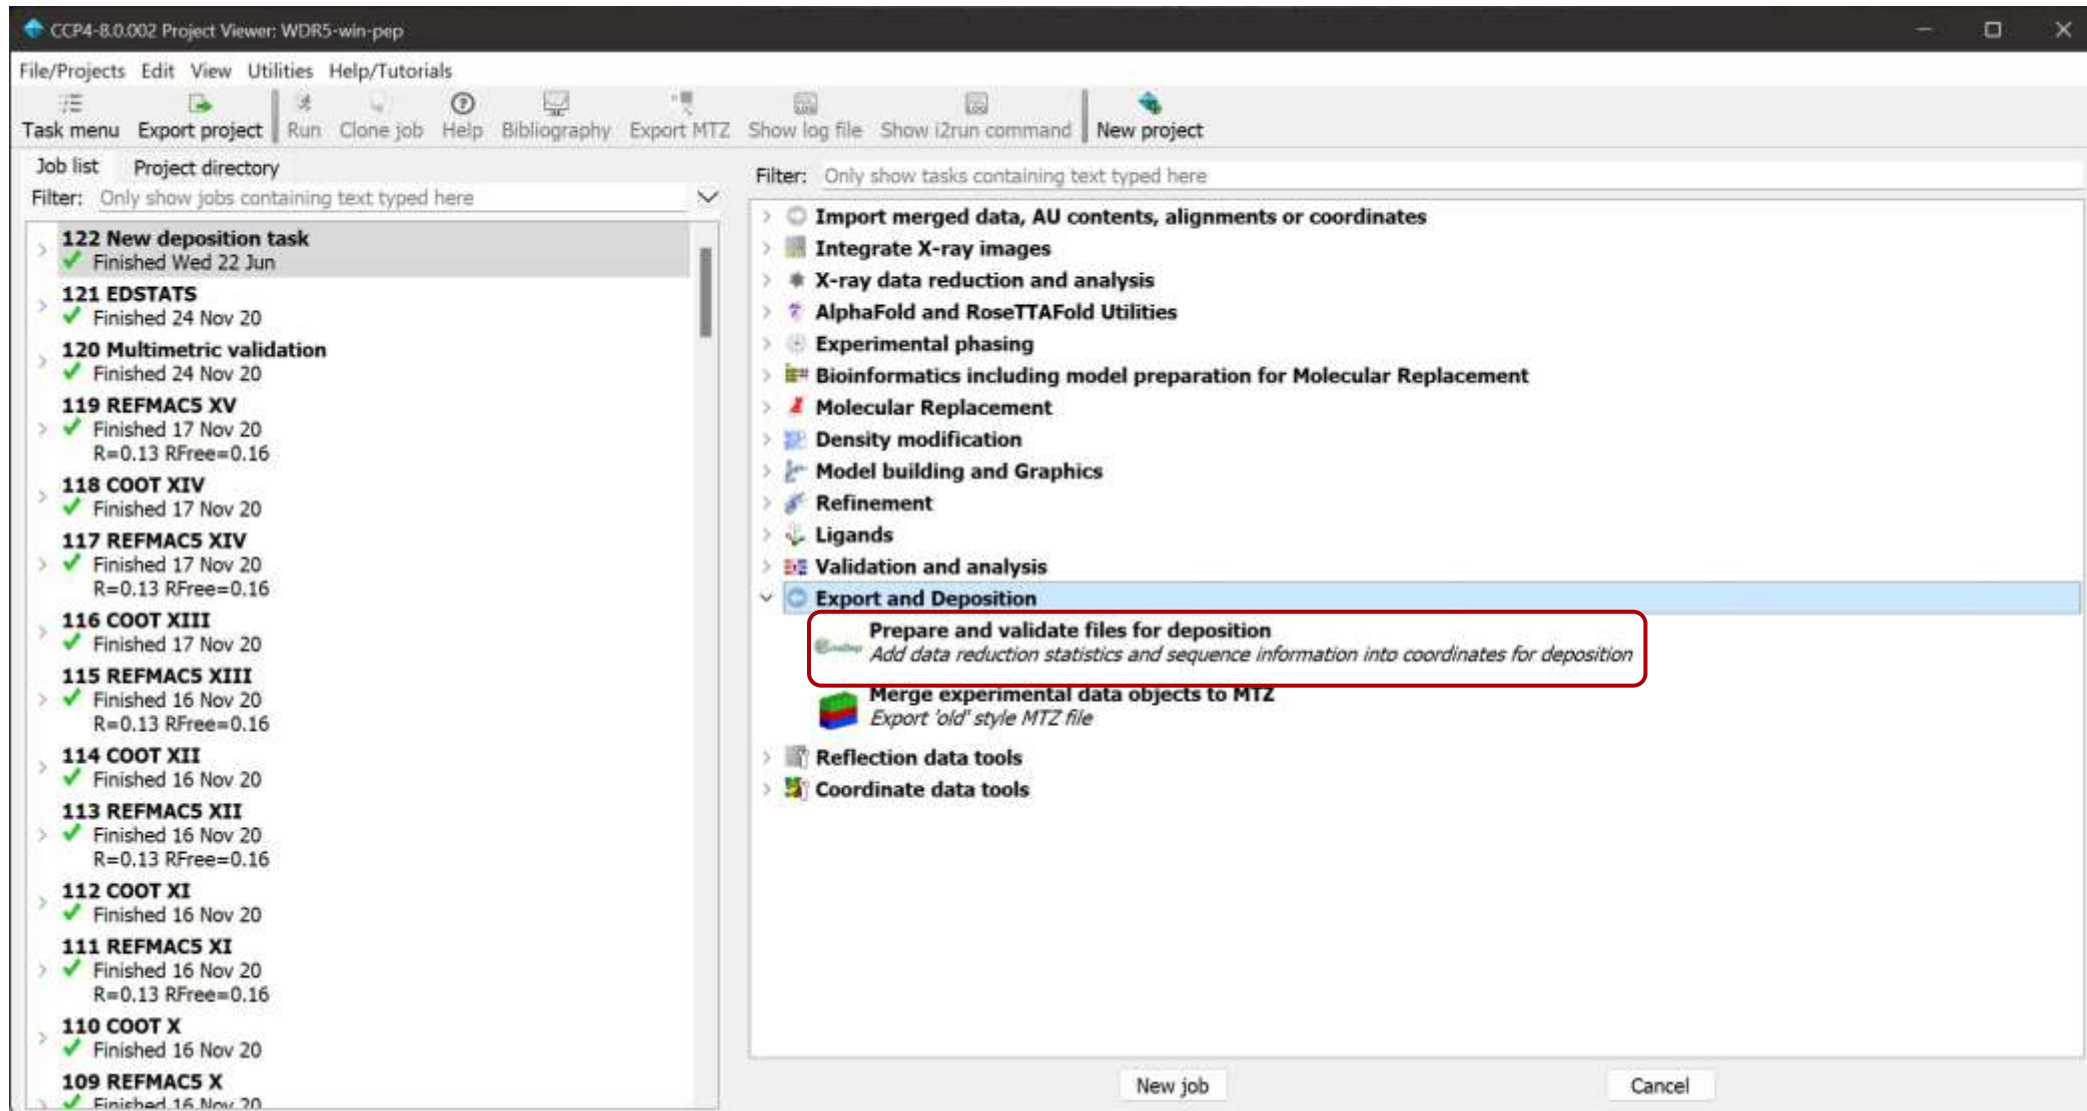 CCP4-8.0.002 Project Viewer: WDR5-win-pep
File/Projects Edit View Utilities Help/Tutorials
Task menu Export project Run Clone job Help Bibliography Export MTZ Show log file Show i2run command New project
Job list Project directory
Filter: Only show jobs containing text typed here
122 New deposition task
Finished Wed 22 Jun
121 EDSTATS
Finished 24 Nov 20
120 Multimetric validation
Finished 24 Nov 20
119 REFMAC5 XV
Finished 17 Nov 20
R=0.13 RFree=0.16
118 COOT XIV
Finished 17 Nov 20
117 REFMAC5 XIV
Finished 17 Nov 20
R=0.13 RFree=0.16
116 COOT XIII
Finished 17 Nov 20
115 REFMAC5 XIII
Finished 16 Nov 20
R=0.13 RFree=0.16
114 COOT XII
Finished 16 Nov 20
113 REFMAC5 XII
Finished 16 Nov 20
R=0.13 RFree=0.16
112 COOT XI
Finished 16 Nov 20
111 REFMAC5 XI
Finished 16 Nov 20
R=0.13 RFree=0.16
110 COOT X
Finished 16 Nov 20
109 REFMAC5 X
Finished 16 Nov 20
Filter: Only show tasks containing text typed here
Import merged data, AU contents, alignments or coordinates
Integrate X-ray images
X-ray data reduction and analysis
AlphaFold and RoseTTAFold Utilities
Experimental phasing
Bioinformatics including model preparation for Molecular Replacement
Molecular Replacement
Density modification
Model building and Graphics
Refinement
Ligands
Validation and analysis
Export and Deposition
Prepare and validate files for deposition
Add data reduction statistics and sequence information into coordinates for deposition
Merge experimental data objects to MTZ
Export 'old' style MTZ file
Reflection data tools
Coordinate data tools
New job Cancel